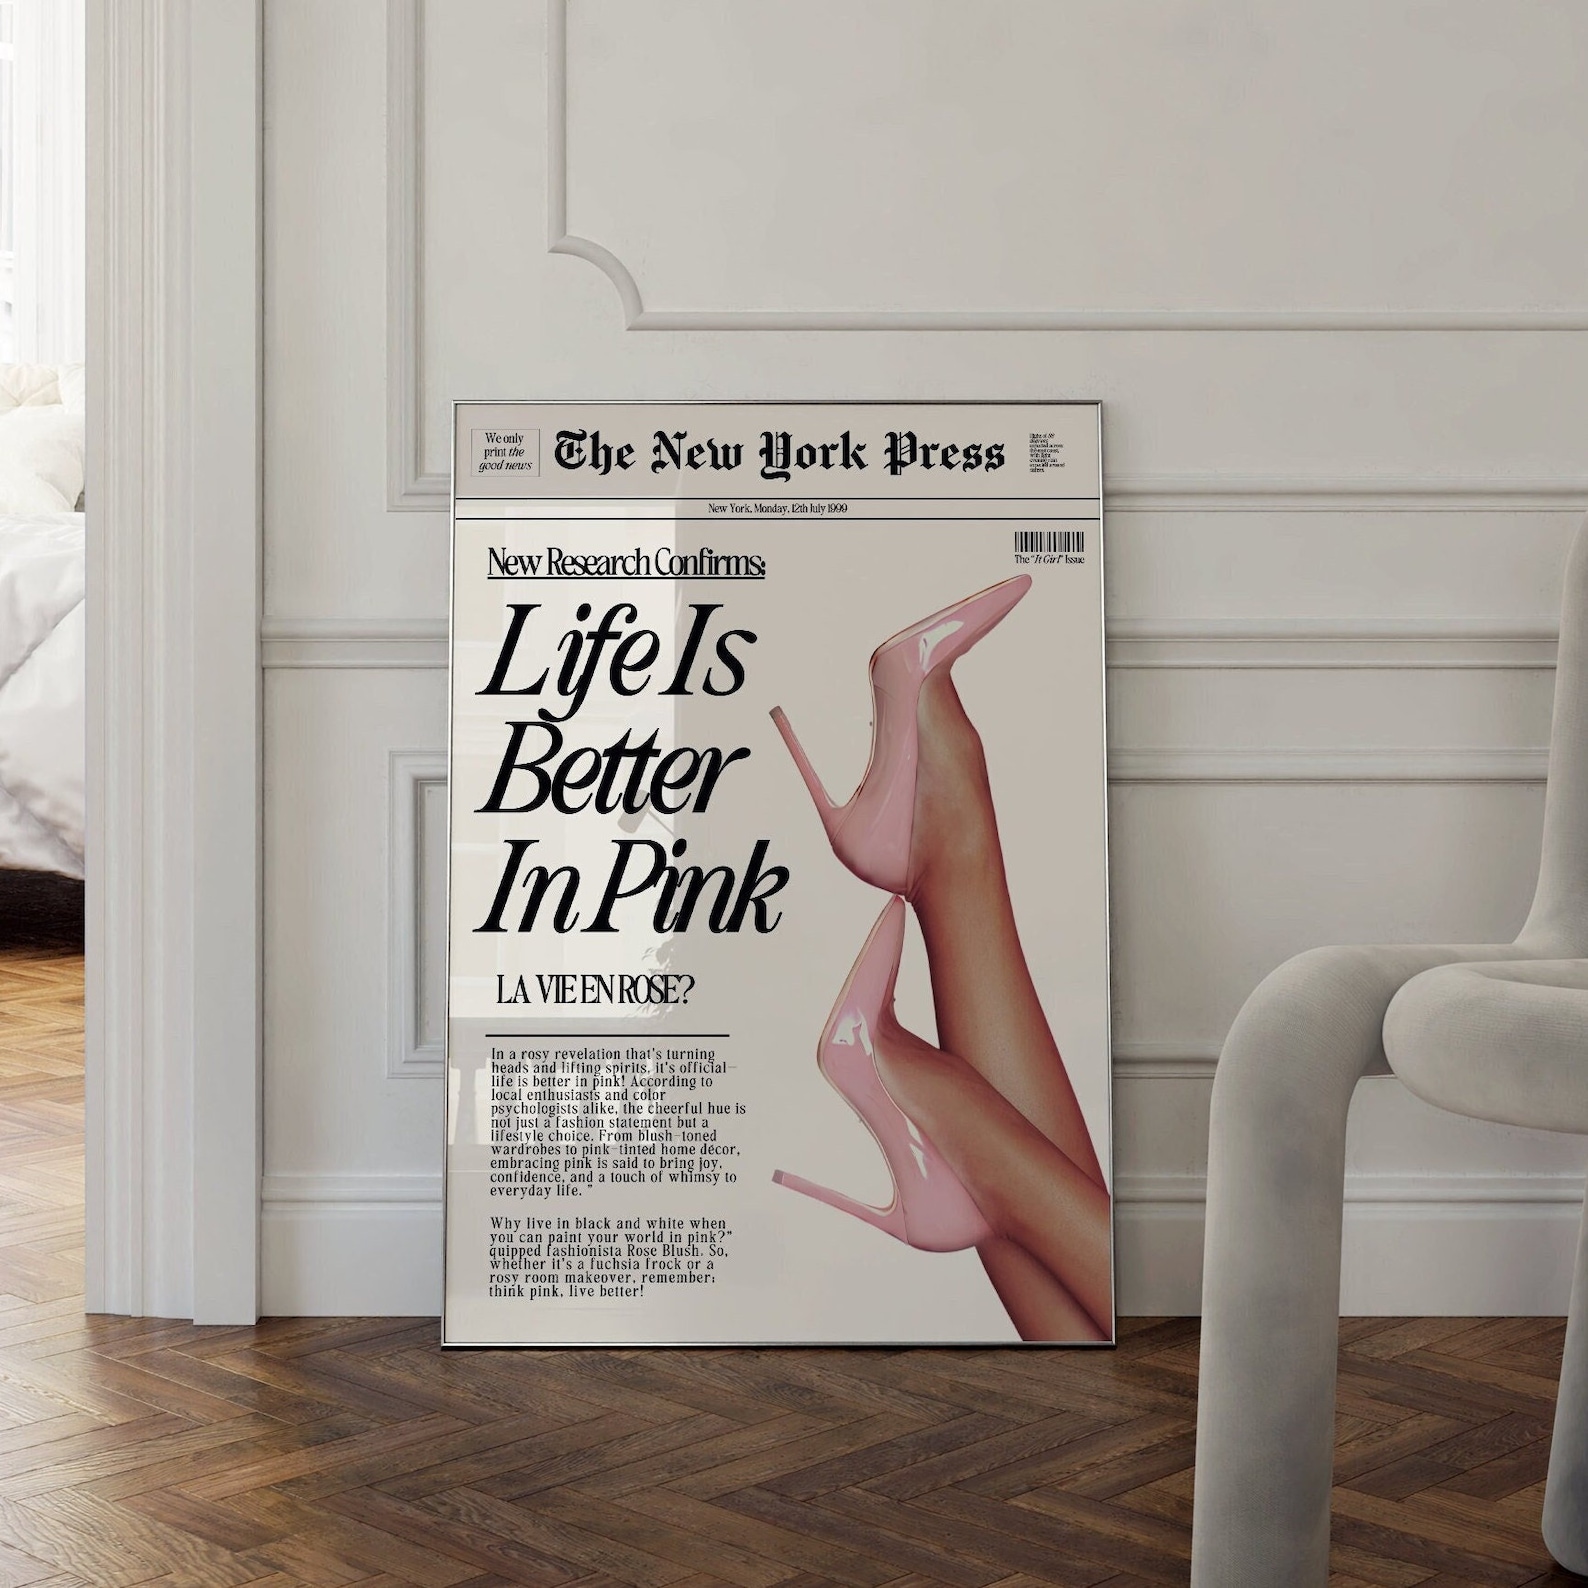 We only
print the
good news
The New York Press
New York, Monday, 12th July 1999
The "It Girl" Issue
New Research Confirms:
Life Is
Better
In Pink
LA VIE EN ROSE?
In a rosy revelation that's turning
heads and lifting spirits, it's official—
life is better in pink! According to
local enthusiasts and color
psychologists alike, the cheerful hue is
not just a fashion statement but a
lifestyle choice. From blush-toned
wardrobes to pink-tinted home décor,
embracing pink is said to bring joy,
confidence, and a touch of whimsy to
everyday life. "
Why live in black and white when
you can paint your world in pink?"
quipped fashionista Rose Blush. So,
whether it's a fuchsia frock or a
rosy room makeover, remember:
think pink, live better!